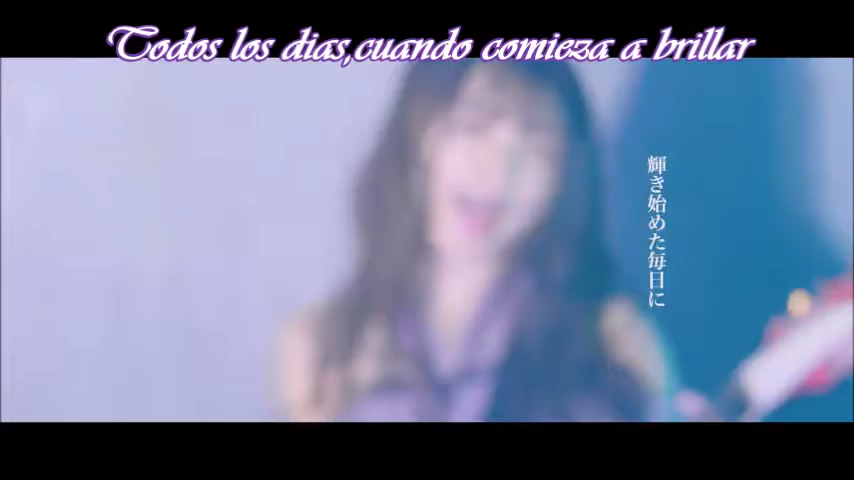 Todos los dias,cuando comieza a brillar
輝き始めた毎日に